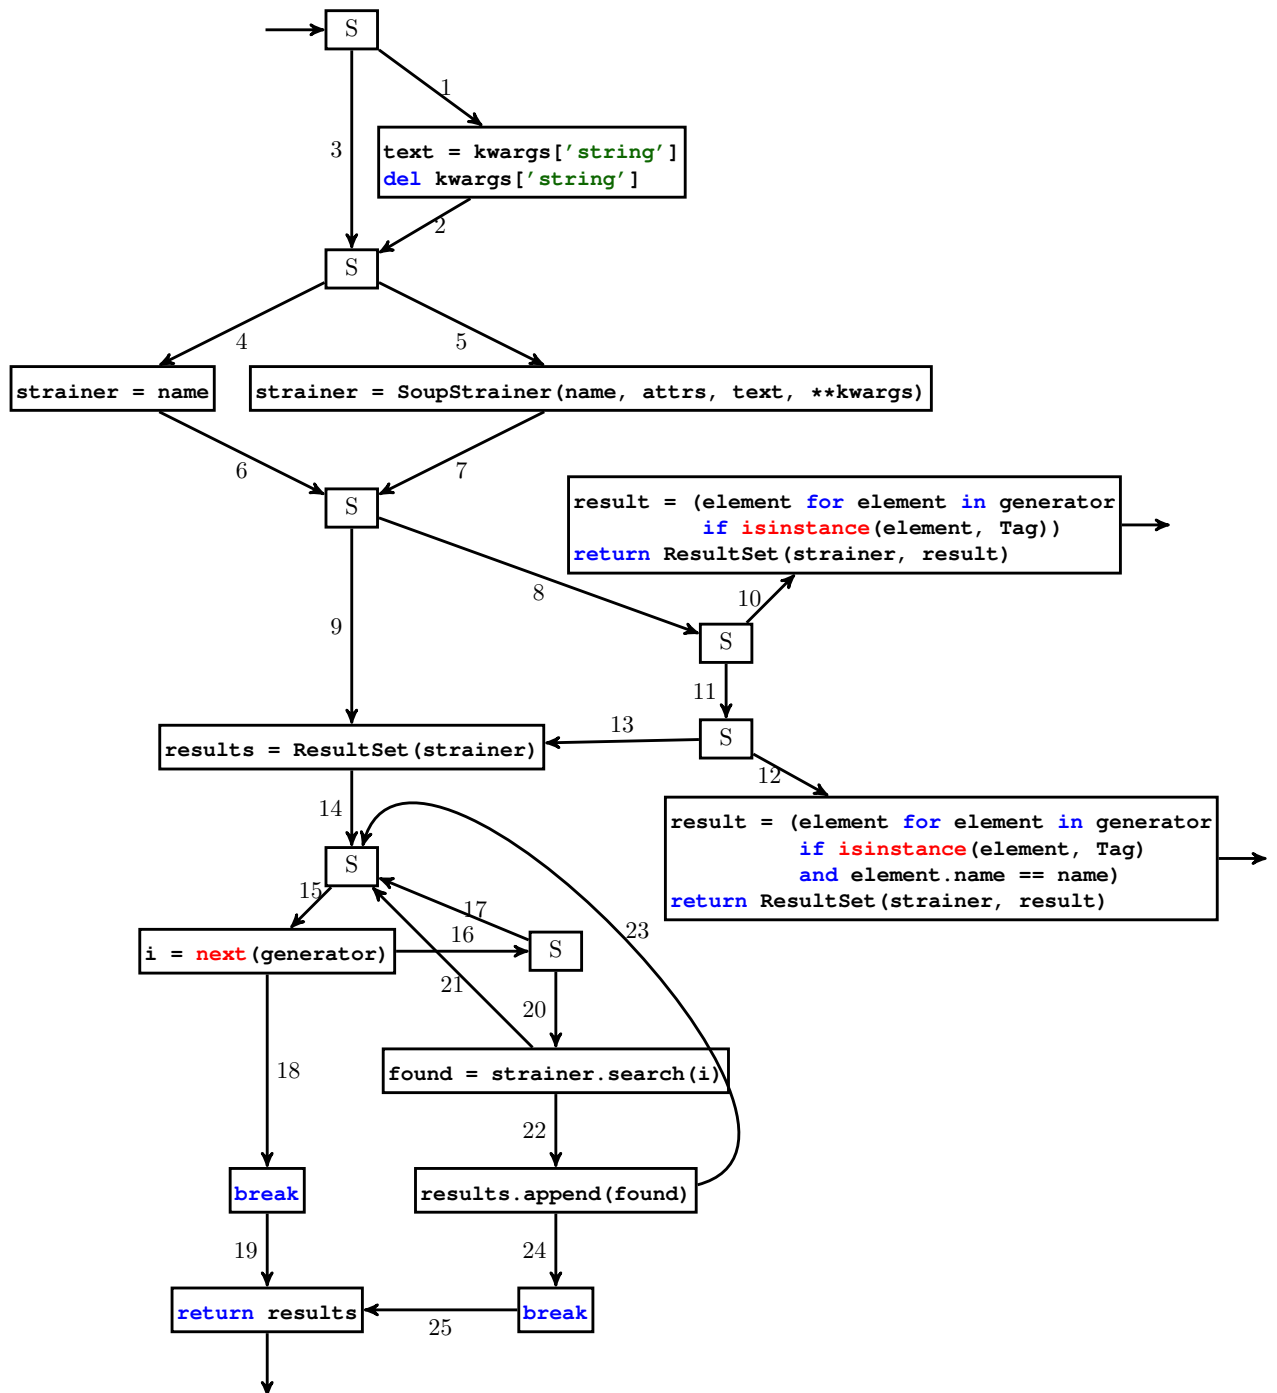 S
1
3
text = kwargs['string']
del kwargs['string']
2
S
4
5
strainer = name
strainer = SoupStrainer(name, attrs, text, **kwargs)
6
7
S
result = (element for element in generator
if isinstance(element, Tag))
return ResultSet(strainer, result)
8
10
9
S
11
S
13
results = ResultSet(strainer)
12
14
result = (element for element in generator
if isinstance(element, Tag)
and element.name == name)
return ResultSet(strainer, result)
S
15
17
16
23
i = next(generator)
S
21
20
18
found = strainer.search(i)
22
break
results.append(found)
19
24
return results
25
break